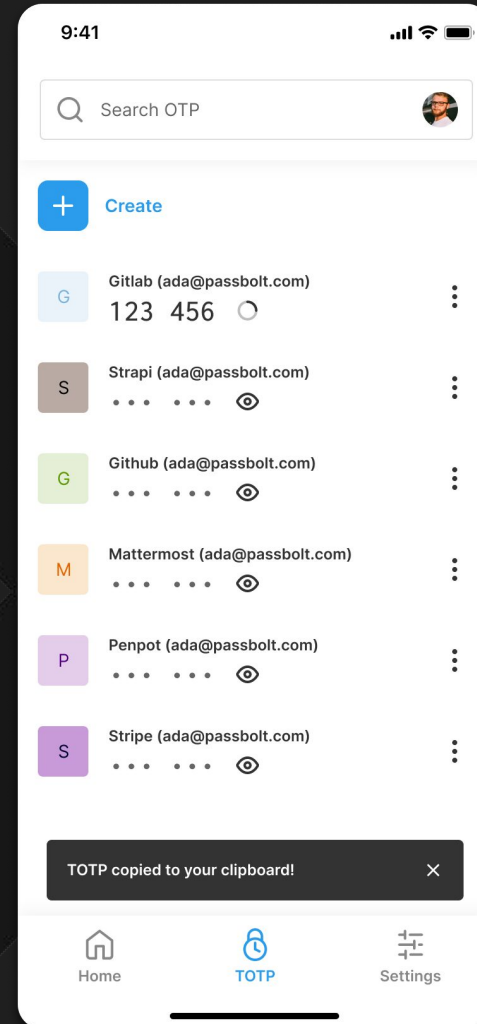 9:41
Search OTP
Create
G
Gitlab (ada@passbolt.com)
123 456
S
Strapi (ada@passbolt.com)
••• •••
G
Github (ada@passbolt.com)
••• •••
M
Mattermost (ada@passbolt.com)
••• •••
P
Penpot (ada@passbolt.com)
••• •••
S
Stripe (ada@passbolt.com)
••• •••
TOTP copied to your clipboard!
Home TOTP Settings